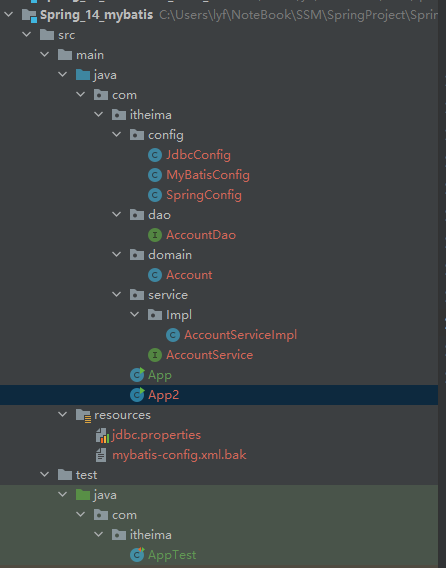 Spring_14_mybatis C:\Users\lyf\NoteBook\SSM\SpringProject\Sprin
src
main
java
com
itheima
config
JdbcConfig
MyBatisConfig
SpringConfig
dao
AccountDao
domain
Account
service
Impl
AccountServiceImpl
AccountService
App
App2
resources
jdbc.properties
mybatis-config.xml.bak
test
java
com
itheima
AppTest